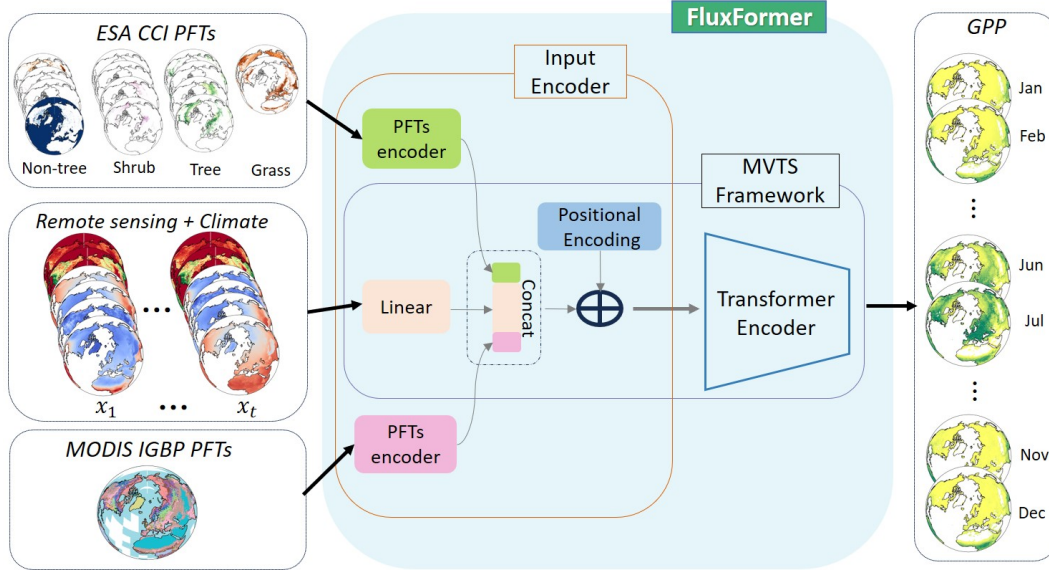 ESA CCI PFTs
Non-tree
Shrub
Tree
Grass
Remote sensing + Climate
x₁
x_t
MODIS IGBP PFTs
FluxFormer
Input
Encoder
PFTs
encoder
MVTS
Framework
Positional
Encoding
Linear
Concat
Transformer
Encoder
PFTs
encoder
GPP
Jan
Feb
Jun
Jul
Nov
Dec